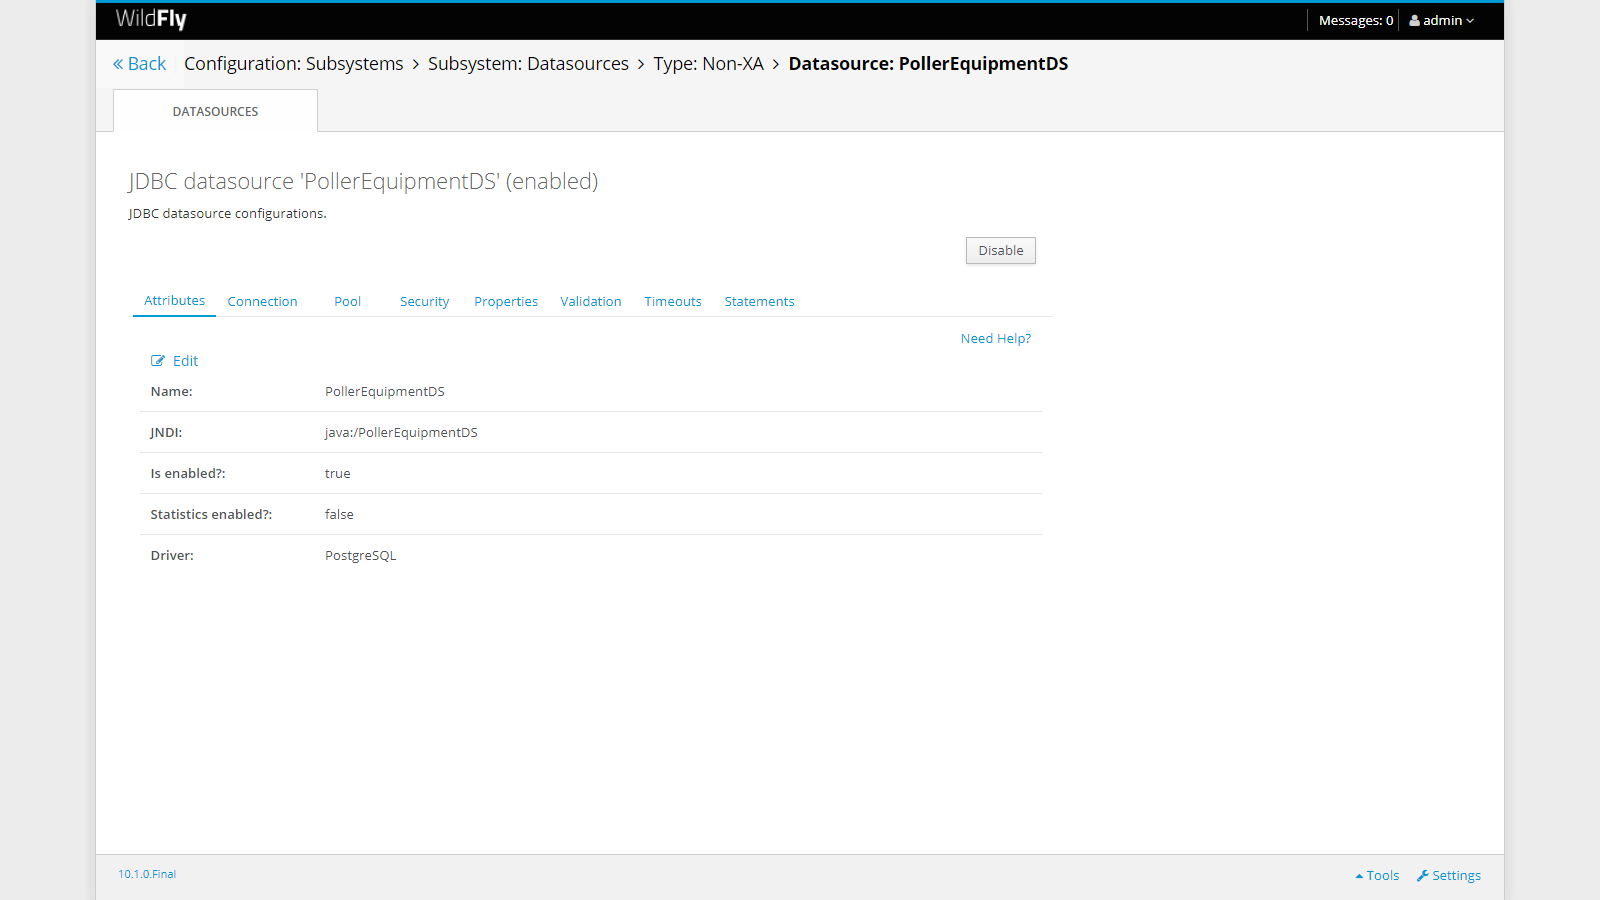 WildFly
Messages: 0
admin
« Back
Configuration: Subsystems > Subsystem: Datasources > Type: Non-XA > Datasource: PollerEquipmentDS
DATASOURCES
JDBC datasource 'PollerEquipmentDS' (enabled)
JDBC datasource configurations.
Disable
Attributes Connection Pool Security Properties Validation Timeouts Statements
Need Help?
Edit
Name: PollerEquipmentDS
JNDI: java:/PollerEquipmentDS
Is enabled?: true
Statistics enabled?: false
Driver: PostgreSQL
10.1.0.Final
Tools
Settings